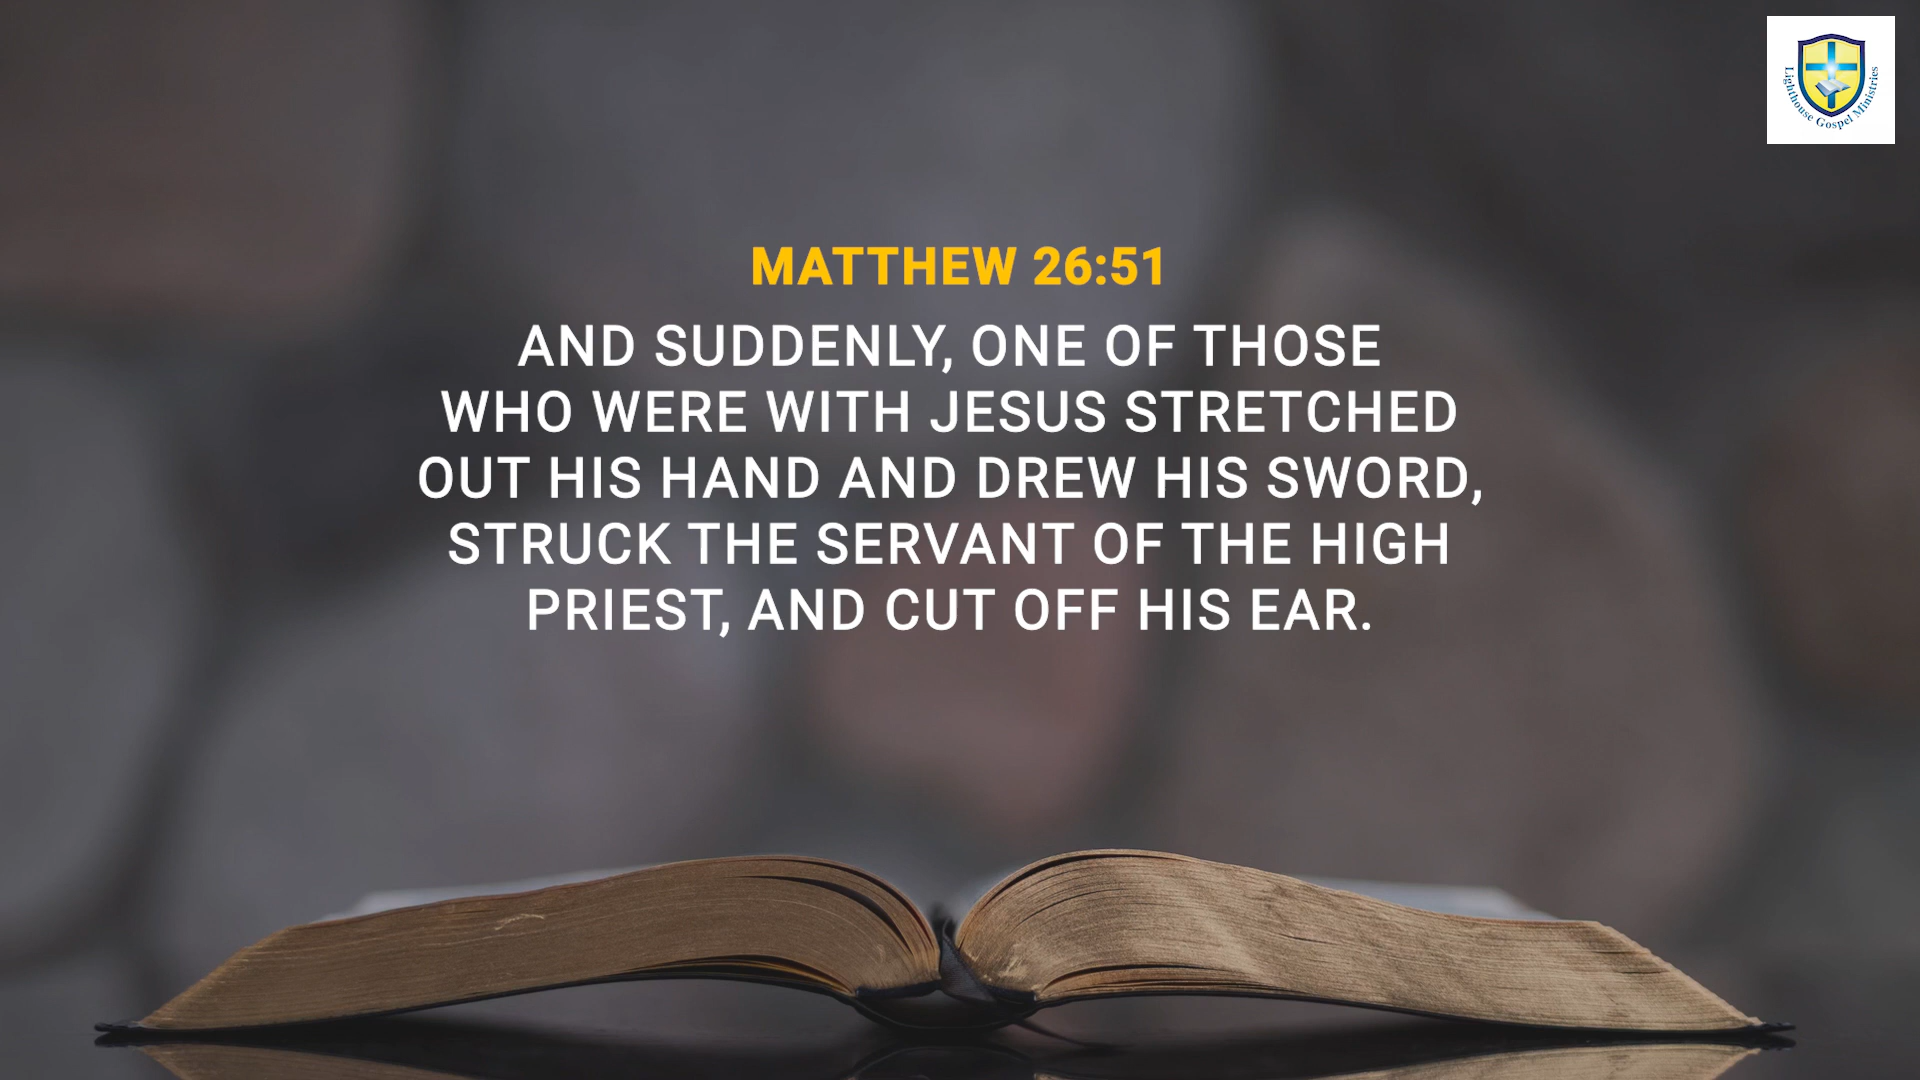 Lighthouse Gospel Ministries
MATTHEW 26:51
AND SUDDENLY, ONE OF THOSE
WHO WERE WITH JESUS STRETCHED
OUT HIS HAND AND DREW HIS SWORD,
STRUCK THE SERVANT OF THE HIGH
PRIEST, AND CUT OFF HIS EAR.